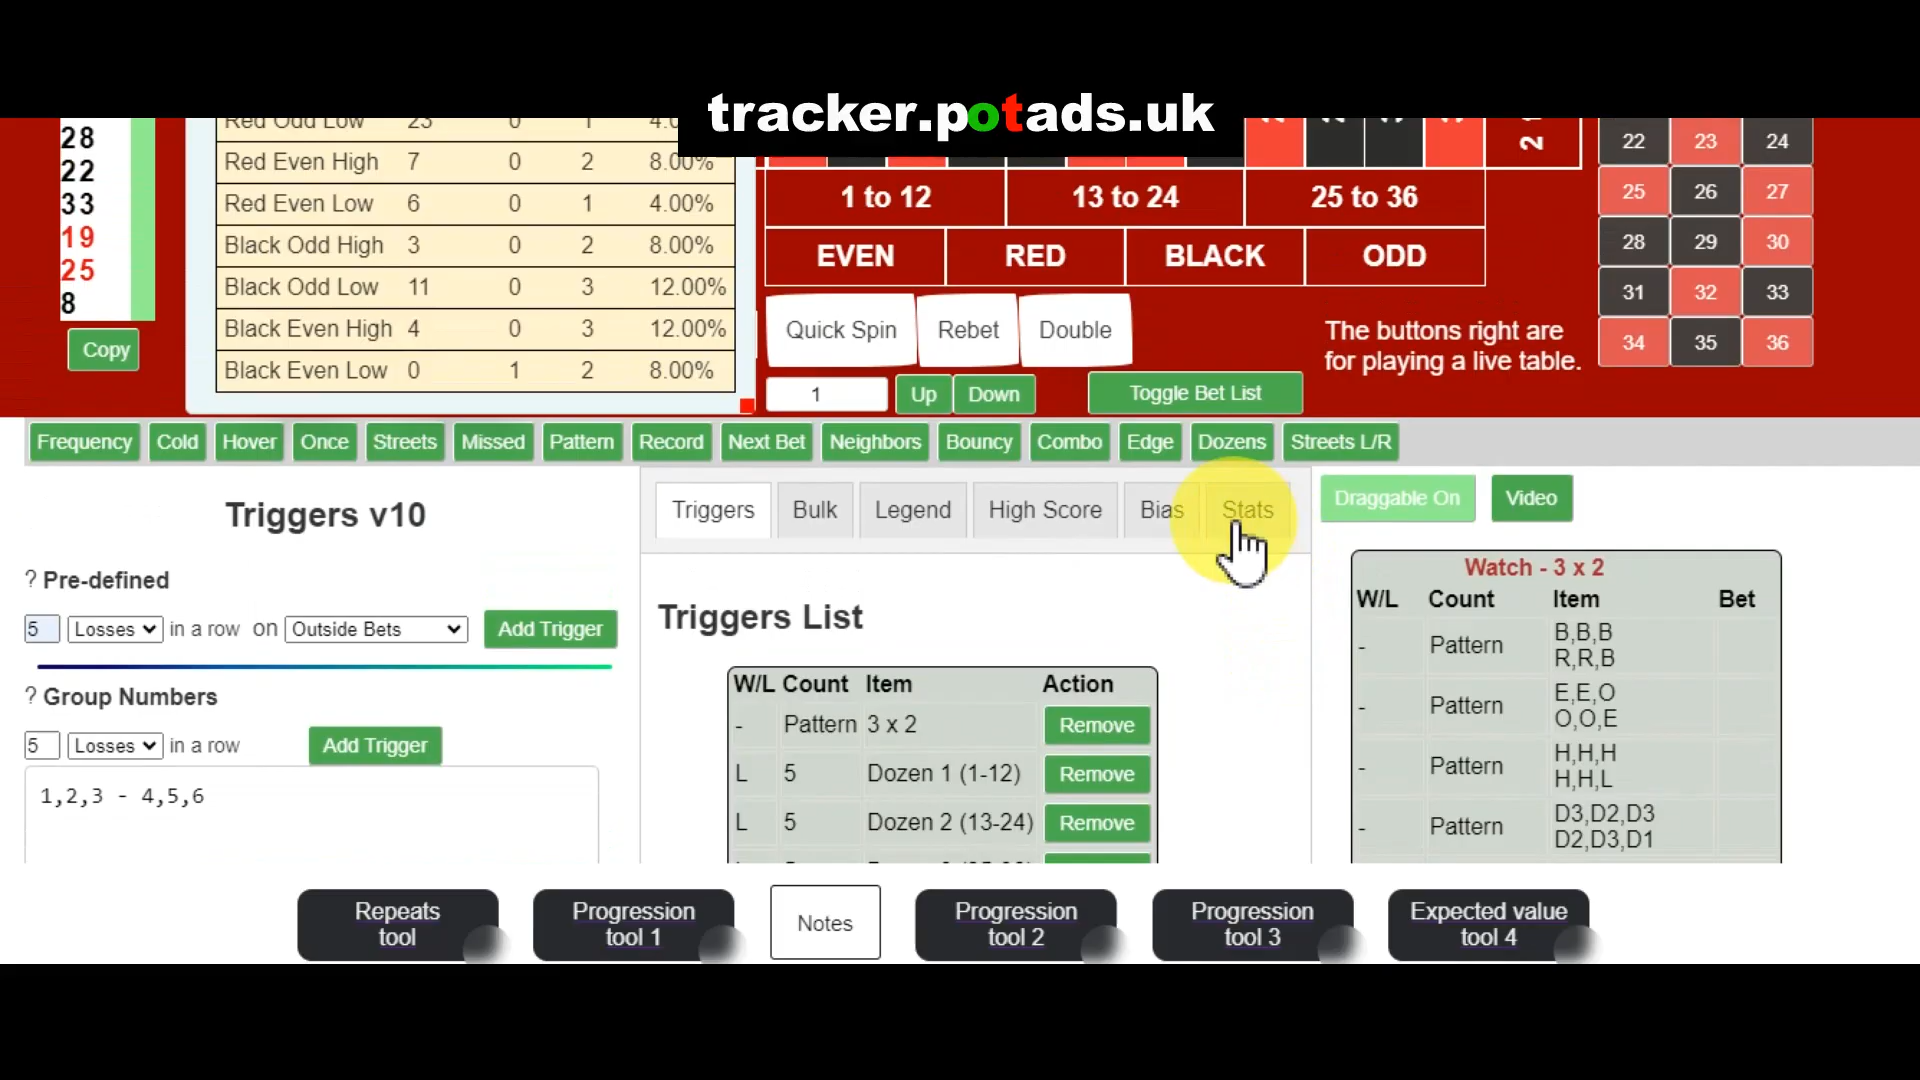 tracker.potads.uk
28
22
33
19
25
8
Copy
Red Odd Low 23 0 1
Red Even High 7 0 2 8.00%
Red Even Low 6 0 1 4.00%
Black Odd High 3 0 2 8.00%
Black Odd Low 11 0 3 12.00%
Black Even High 4 0 3 12.00%
Black Even Low 0 1 2 8.00%
1 to 12 13 to 24 25 to 36
EVEN RED BLACK ODD
Quick Spin Rebet Double
1 Up Down Toggle Bet List
The buttons right are
for playing a live table.
22 23 24
25 26 27
28 29 30
31 32 33
34 35 36
Frequency Cold Hover Once Streets Missed Pattern Record Next Bet Neighbors Bouncy Combo Edge Dozens Streets L/R
Triggers v10
? Pre-defined
5 Losses in a row on Outside Bets Add Trigger
? Group Numbers
5 Losses in a row Add Trigger
1,2,3 - 4,5,6
Triggers Bulk Legend High Score Bias Stats
Triggers List
W/L Count Item Action
- Pattern 3 x 2 Remove
L 5 Dozen 1 (1-12) Remove
L 5 Dozen 2 (13-24) Remove
Draggable On Video
Watch - 3 x 2
W/L Count Item Bet
- Pattern B,B,B
R,R,B
- Pattern E,E,O
O,O,E
- Pattern H,H,H
H,H,L
- Pattern D3,D2,D3
D2,D3,D1
Repeats
tool
Progression
tool 1
Notes
Progression
tool 2
Progression
tool 3
Expected value
tool 4